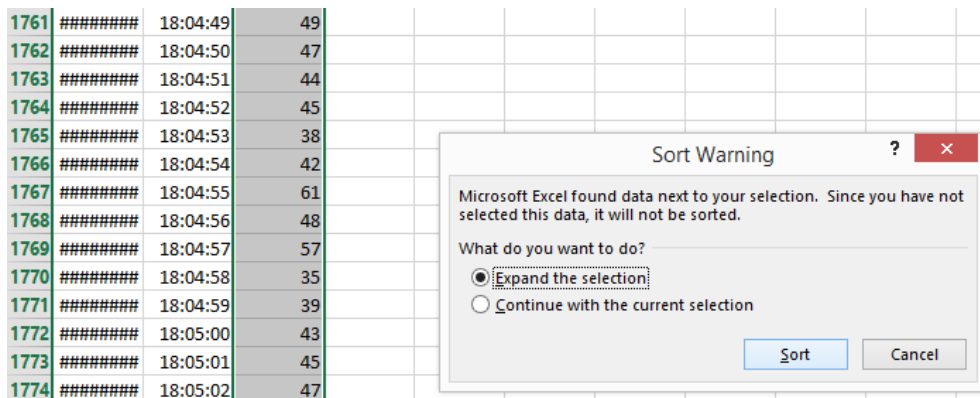 1761 ######## 18:04:49 49
1762 ######## 18:04:50 47
1763 ######## 18:04:51 44
1764 ######## 18:04:52 45
1765 ######## 18:04:53 38
1766 ######## 18:04:54 42
1767 ######## 18:04:55 61
1768 ######## 18:04:56 48
1769 ######## 18:04:57 57
1770 ######## 18:04:58 35
1771 ######## 18:04:59 39
1772 ######## 18:05:00 43
1773 ######## 18:05:01 45
1774 ######## 18:05:02 47
Sort Warning ? ×
Microsoft Excel found data next to your selection. Since you have not
selected this data, it will not be sorted.
What do you want to do?
Expand the selection
Continue with the current selection
Sort Cancel